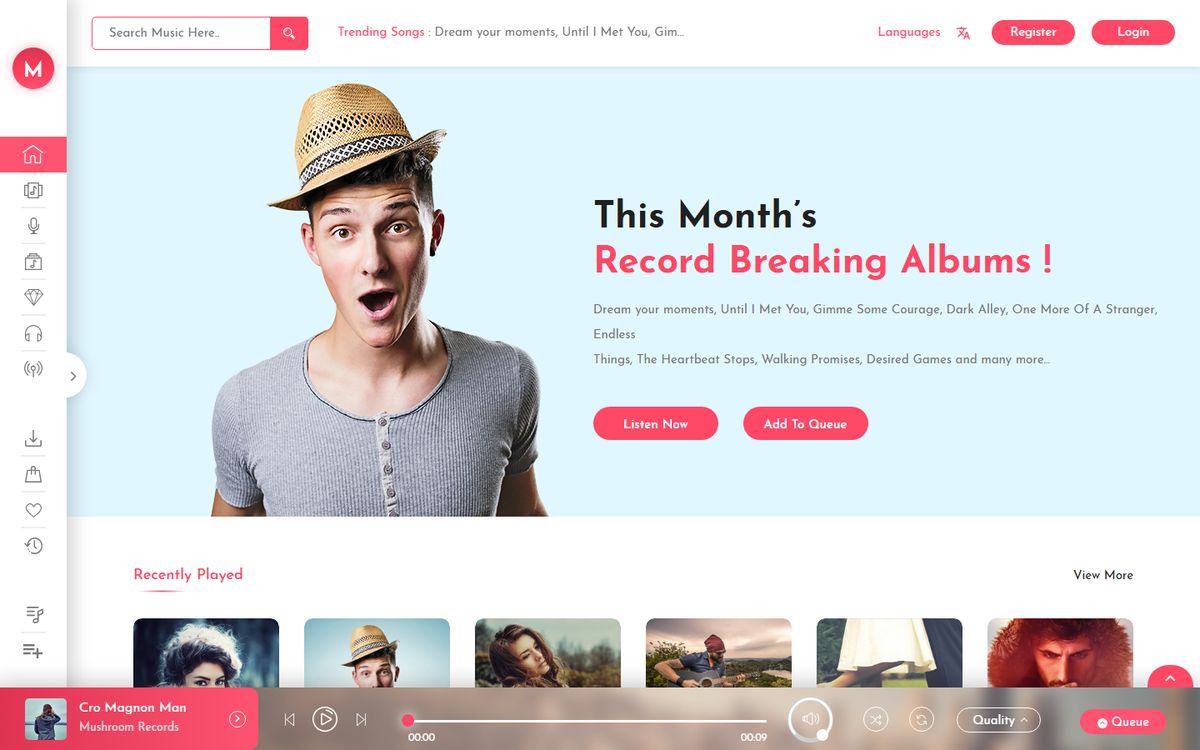 Search Music Here..
Trending Songs : Dream your moments, Until I Met You, Gim...
Languages
Register
Login
M
This Month's
Record Breaking Albums !
Dream your moments, Until I Met You, Gimme Some Courage, Dark Alley, One More Of A Stranger,
Endless
Things, The Heartbeat Stops, Walking Promises, Desired Games and many more...
Listen Now
Add To Queue
Recently Played
View More
Cro Magnon Man
Mushroom Records
00:00
00:09
Quality
Queue